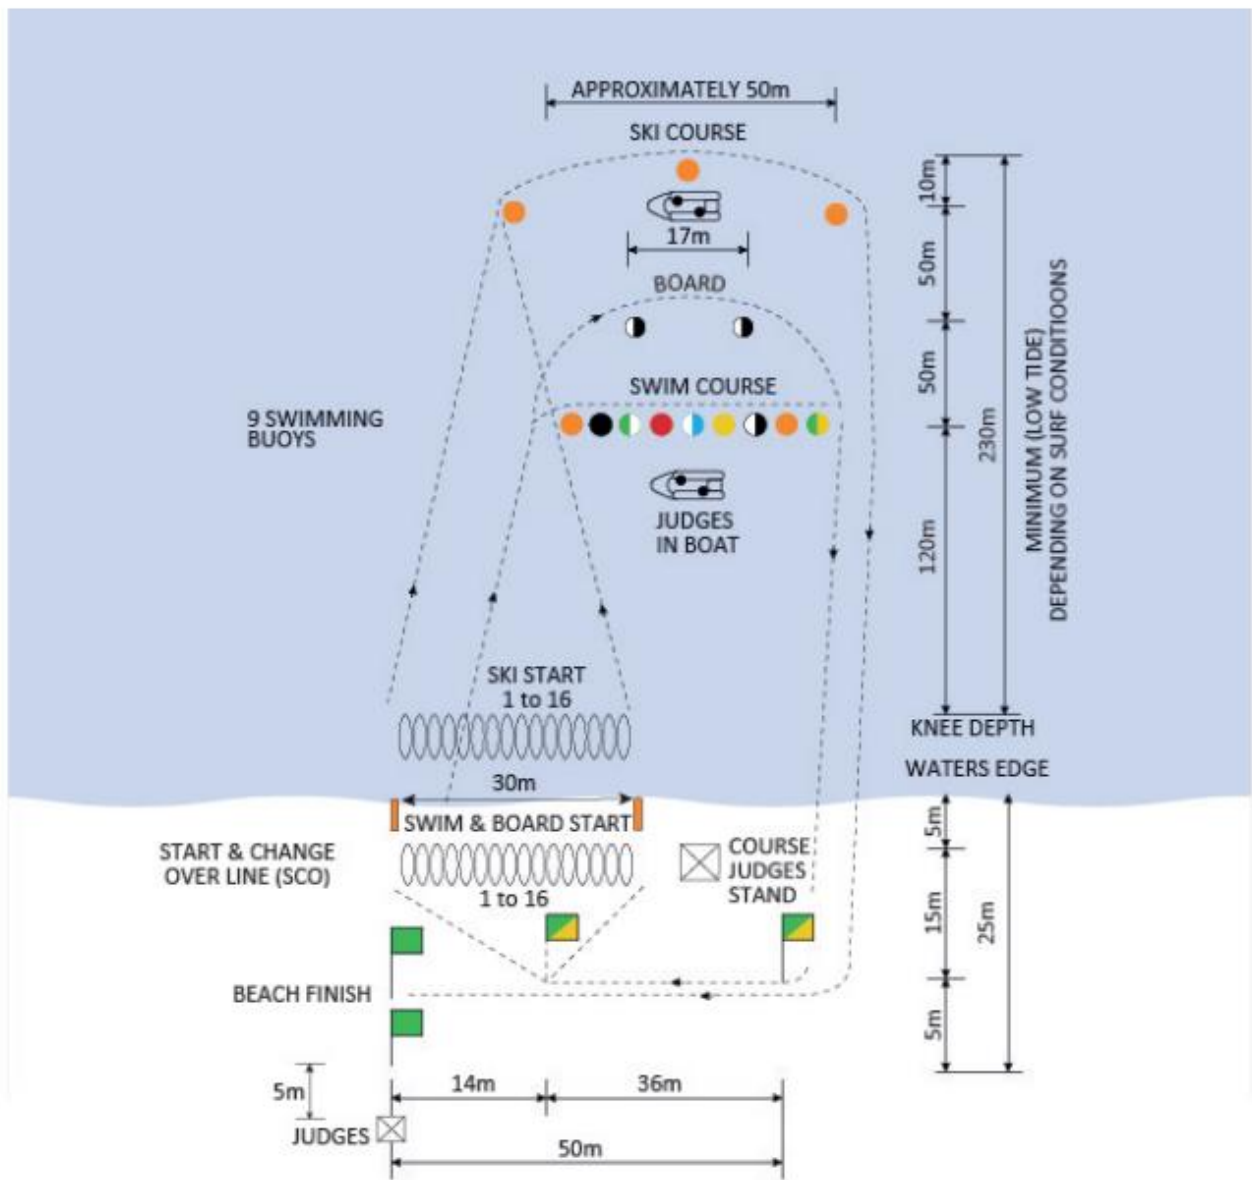 APPROXIMATELY 50m
SKI COURSE
10m
17m
50m
BOARD
SWIM COURSE
50m
9 SWIMMING
BUOYS
230m
MINIMUM (LOW TIDE)
DEPENDING ON SURF CONDITIOONS
JUDGES
IN BOAT
120m
SKI START
1 to 16
KNEE DEPTH
WATERS EDGE
30m
SWIM & BOARD START
5m
START & CHANGE
OVER LINE (SCO)
COURSE
JUDGES
STAND
1 to 16
15m
25m
BEACH FINISH
5m
5m
14m
36m
JUDGES
50m